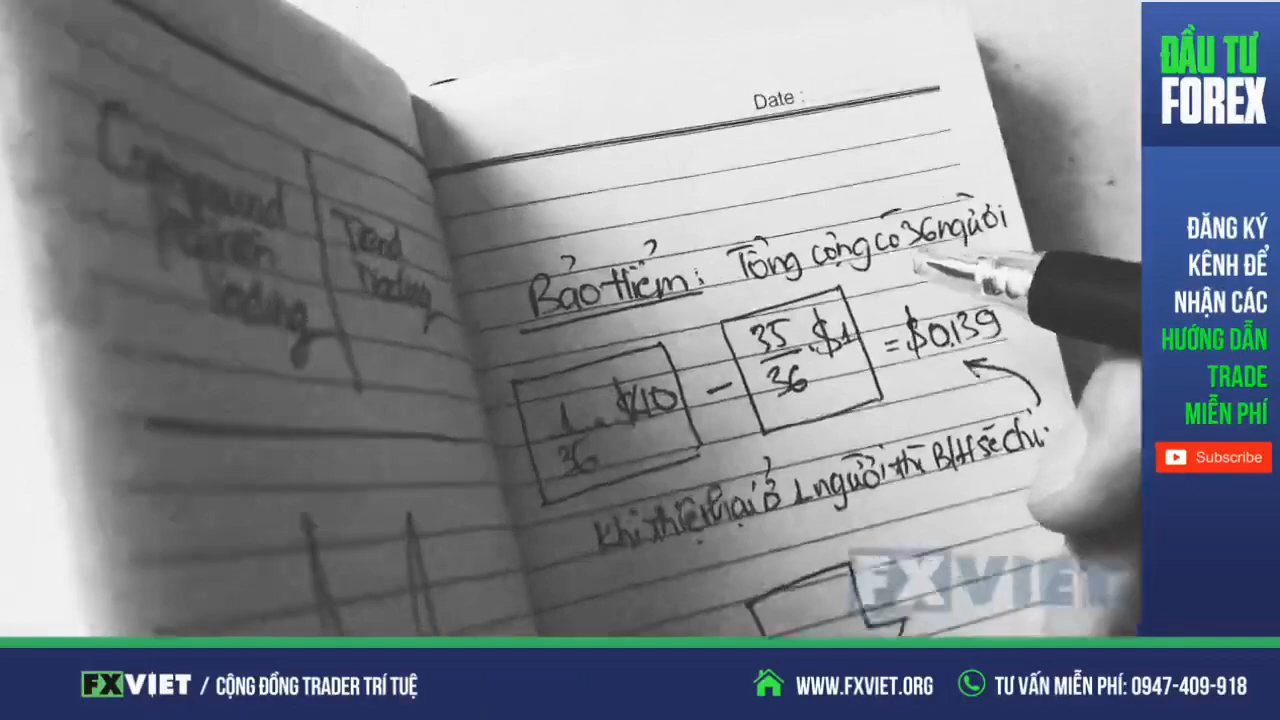 Compound
Trading
Trend
Trading
Date :
Bảo Hiểm: Tổng cộng có 36 người
1/36 . $40 - 35/36 . $1 = $0,139
Khi thiệt hại ở 1 người thì B/H sẽ chi
FXVIET
ĐẦU TƯ
FOREX
ĐĂNG KÝ
KÊNH ĐỂ
NHẬN CÁC
HƯỚNG DẪN
TRADE
MIỄN PHÍ
Subscribe
FXVIET / CỘNG ĐỒNG TRADER TRÍ TUỆ
WWW.FXVIET.ORG
TƯ VẤN MIỄN PHÍ: 0947-409-918